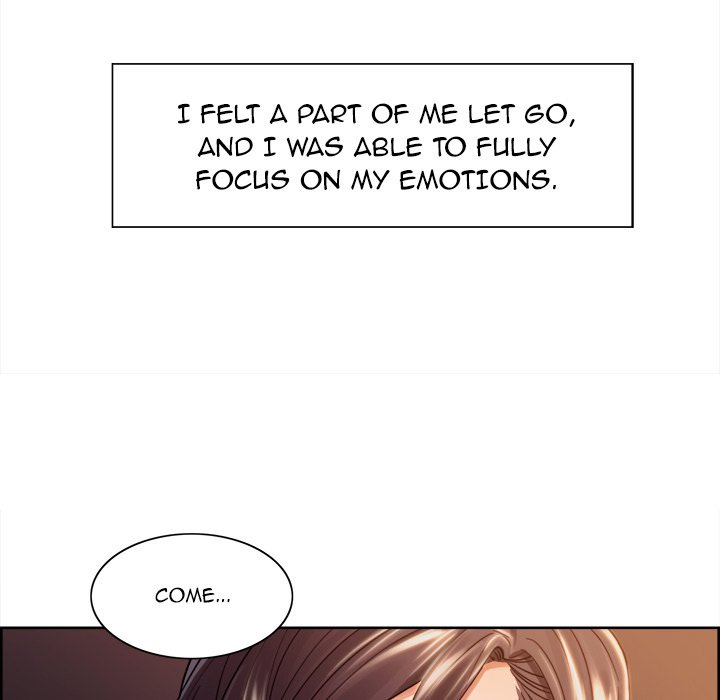 I FELT A PART OF ME LET GO,
AND I WAS ABLE TO FULLY
FOCUS ON MY EMOTIONS.
COME...